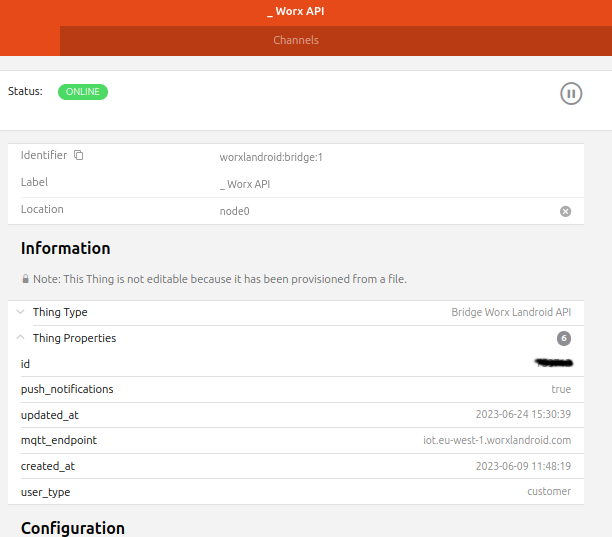 _ Worx API
Channels
Status: ONLINE
Identifier worxlandroid:bridge:1
Label _ Worx API
Location node0
Information
Note: This Thing is not editable because it has been provisioned from a file.
Thing Type Bridge Worx Landroid API
Thing Properties 6
id
push_notifications true
updated_at 2023-06-24 15:30:39
mqtt_endpoint iot.eu-west-1.worxlandroid.com
created_at 2023-06-09 11:48:19
user_type customer
Configuration